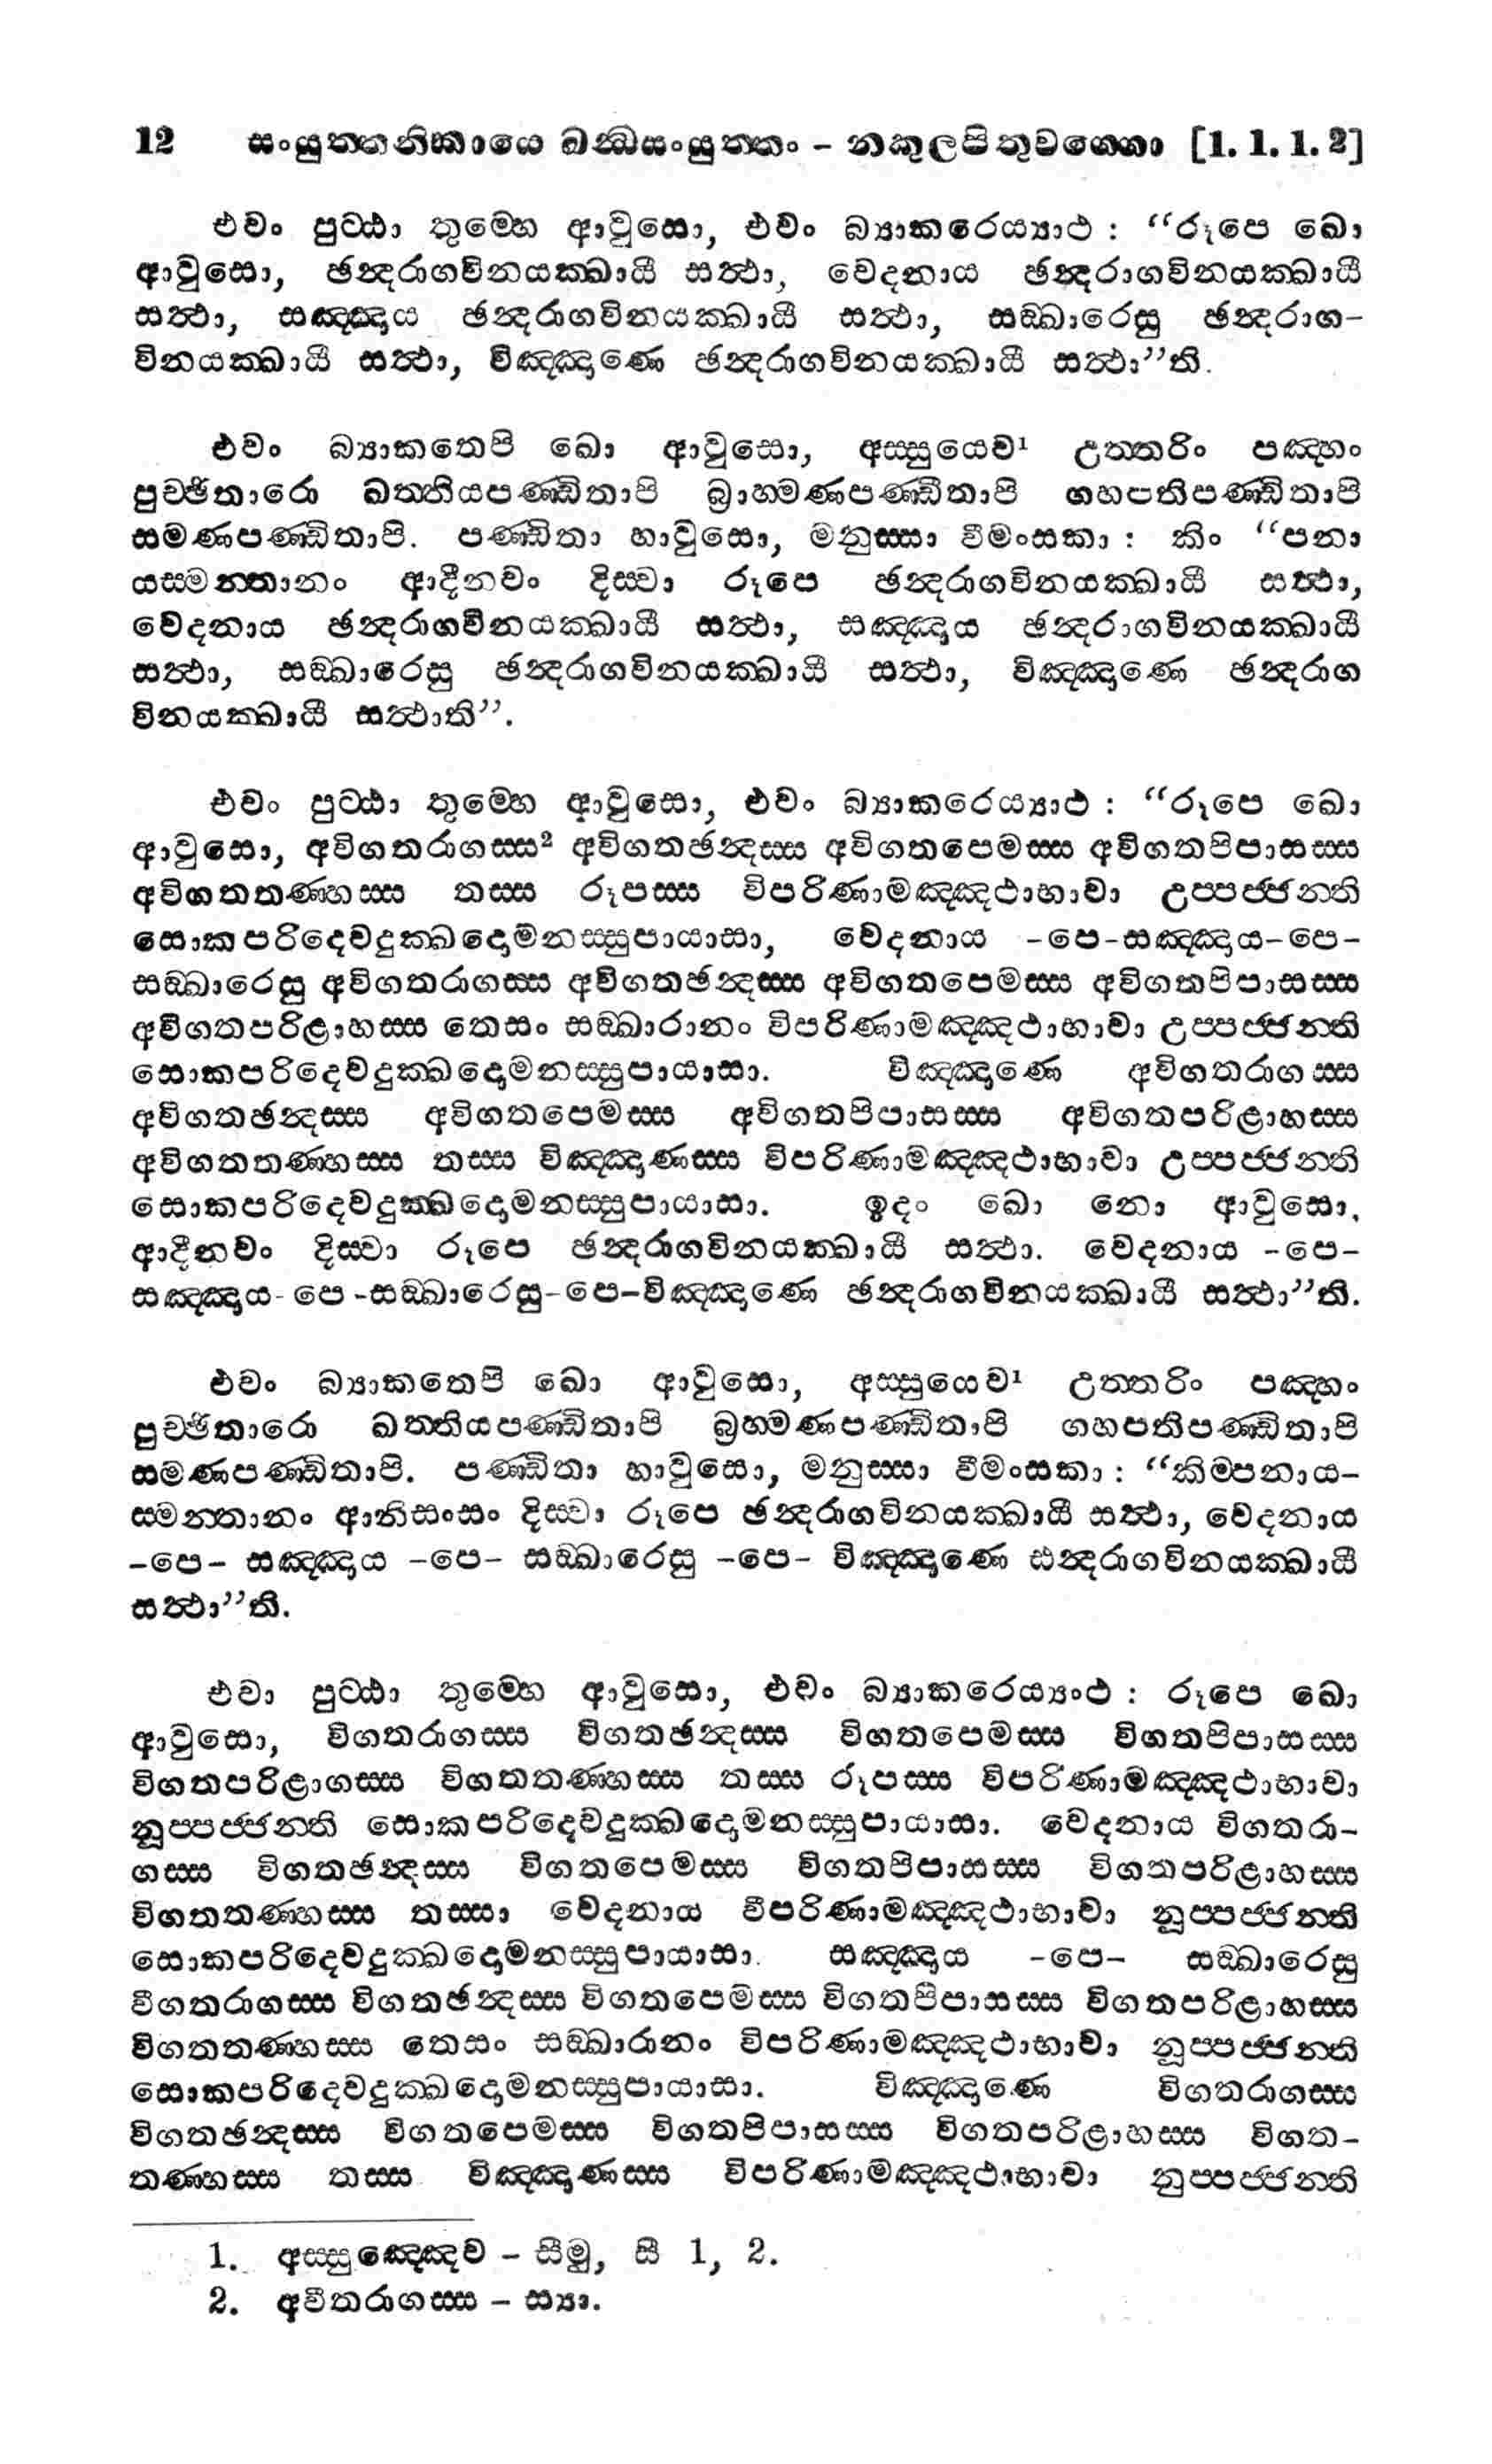 12 සංයුත්තනිකායෙ ඛන්ධසංයුත්තං – නකුලපිතුවග්ගො [1. 1. 1. 2]
එවං පුට්ඨා තුම්හෙ ආවුසො, එවං බ්‍යාකරෙය්‍යාථ : “රූපෙ ඛො
ආවුසො, ඡන්දරාගවිනයක්ඛායී සත්ථා, වෙදනාය ඡන්දරාගවිනයක්ඛායී
සත්ථා, සඤ්ඤාය ඡන්දරාගවිනයක්ඛායී සත්ථා, සඞ්ඛාරෙසු ඡන්දරාග–
විනයක්ඛායී සත්ථා, විඤ්ඤාණෙ ඡන්දරාගවිනයක්ඛායී සත්ථා”ති.
එවං බ්‍යාකතෙපි ඛො ආවුසො, අස්සුයෙව¹ උත්තරිං පඤ්හං
පුච්ඡිතාරො ඛත්තියපණ්ඩිතාපි බ්‍රාහ්මණපණ්ඩිතාපි ගහපතිපණ්ඩිතාපි
සමණපණ්ඩිතාපි. පණ්ඩිතා හාවුසො, මනුස්සා වීමංසකා : කිං “පනා
යස්මන්තානං ආදීනවං දිස්වා රූපෙ ඡන්දරාගවිනයක්ඛායී සත්ථා,
වෙදනාය ඡන්දරාගවිනයක්ඛායී සත්ථා, සඤ්ඤාය ඡන්දරාගවිනයක්ඛායී
සත්ථා, සඞ්ඛාරෙසු ඡන්දරාගවිනයක්ඛායී සත්ථා, විඤ්ඤාණෙ ඡන්දරාග
විනයක්ඛායී සත්ථාති”.
එවං පුට්ඨා තුම්හෙ ආවුසො, එවං බ්‍යාකරෙය්‍යාථ : “රූපෙ ඛො
ආවුසො, අවිගතරාගස්ස² අවිගතඡන්දස්ස අවිගතපෙමස්ස අවිගතපිපාසස්ස
අවිගතතණ්හස්ස තස්ස රූපස්ස විපරිණාමඤ්ඤථාභාවා උප්පජ්ජන්ති
සොකපරිදෙවදුක්ඛදොමනස්සුපායාසා, වෙදනාය -පෙ-සඤ්ඤාය–පෙ–
සඞ්ඛාරෙසු අවිගතරාගස්ස අවිගතඡන්දස්ස අවිගතපෙමස්ස අවිගතපිපාසස්ස
අවිගතපරිළාහස්ස තෙසං සඞ්ඛාරානං විපරිණාමඤ්ඤථාභාවා උප්පජ්ජන්ති
සොකපරිදෙවදුක්ඛදොමනස්සුපායාසා. විඤ්ඤාණෙ අවිගතරාගස්ස
අවිගතඡන්දස්ස අවිගතපෙමස්ස අවිගතපිපාසස්ස අවිගතපරිළාහස්ස
අවිගතතණ්හස්ස තස්ස විඤ්ඤාණස්ස විපරිණාමඤ්ඤථාභාවා උප්පජ්ජන්ති
සොකපරිදෙවදුක්ඛදොමනස්සුපායාසා. ඉදං ඛො නො ආවුසො,
ආදීනවං දිස්වා රූපෙ ඡන්දරාගවිනයක්ඛායී සත්ථා. වෙදනාය -පෙ–
සඤ්ඤාය- පෙ -සඞ්ඛාරෙසු–පෙ–විඤ්ඤාණෙ ඡන්දරාගවිනයක්ඛායී සත්ථා”ති.
එවං බ්‍යාකතෙපි ඛො ආවුසො, අස්සුයෙව¹ උත්තරිං පඤ්හං
පුච්ඡිතාරො ඛත්තියපණ්ඩිතාපි බ්‍රහ්මණපණ්ඩිතාපි ගහපතිපණ්ඩිතාපි
සමණපණ්ඩිතාපි. පණ්ඩිතා හාවුසො, මනුස්සා වීමංසකා : “කිම්පනාය–
ස්මන්තානං ආනිසංසං දිස්වා රූපෙ ඡන්දරාගවිනයක්ඛායී සත්ථා, වෙදනාය
–පෙ– සඤ්ඤාය –පෙ– සඞ්ඛාරෙසු –පෙ– විඤ්ඤාණෙ ඡන්දරාගවිනයක්ඛායී
සත්ථා”ති.
එවා පුට්ඨා තුම්හෙ ආවුසො, එවං බ්‍යාකරෙය්‍යංථ : රූපෙ ඛො
ආවුසො, විගතරාගස්ස විගතඡන්දස්ස විගතපෙමස්ස විගතපිපාසස්ස
විගතපරිළාගස්ස විගතතණ්හස්ස තස්ස රූපස්ස විපරිණාමඤ්ඤථාභාවා
නූප්පජ්ජන්ති සොකපරිදෙවදුක්ඛදොමනස්සුපායාසා. වෙදනාය විගතරා–
ගස්ස විගතඡන්දස්ස විගතපෙමස්ස විගතපිපාසස්ස විගතපරිළාහස්ස
විගතතණ්හස්ස තස්සා වෙදනාය වීපරිණාමඤ්ඤථාභාවා නූප්පජ්ජන්ති
සොකපරිදෙවදුක්ඛදොමනස්සුපායාසා. සඤ්ඤාය –පෙ– සඞ්ඛාරෙසු
වීගතරාගස්ස විගතඡන්දස්ස විගතපෙමස්ස විගතපිපාසස්ස විගතපරිළාහස්ස
විගතතණ්හස්ස තෙසං සඞ්ඛාරානං විපරිණාමඤ්ඤථාභාවා නූප්පජ්ජන්ති
සොකපරිදෙවදුක්ඛදොමනස්සුපායාසා. විඤ්ඤාණෙ විගතරාගස්ස
විගතඡන්දස්ස විගතපෙමස්ස විගතපිපාසස්ස විගතපරිළාහස්ස විගත–
තණ්හස්ස තස්ස විඤ්ඤාණස්ස විපරිණාමඤ්ඤථාභාවා නුප්පජ්ජන්ති
1. අස්සුඤ්ඤෙව – සීමු, සී 1, 2.
2. අවීතරාගස්ස – ස්‍යා.